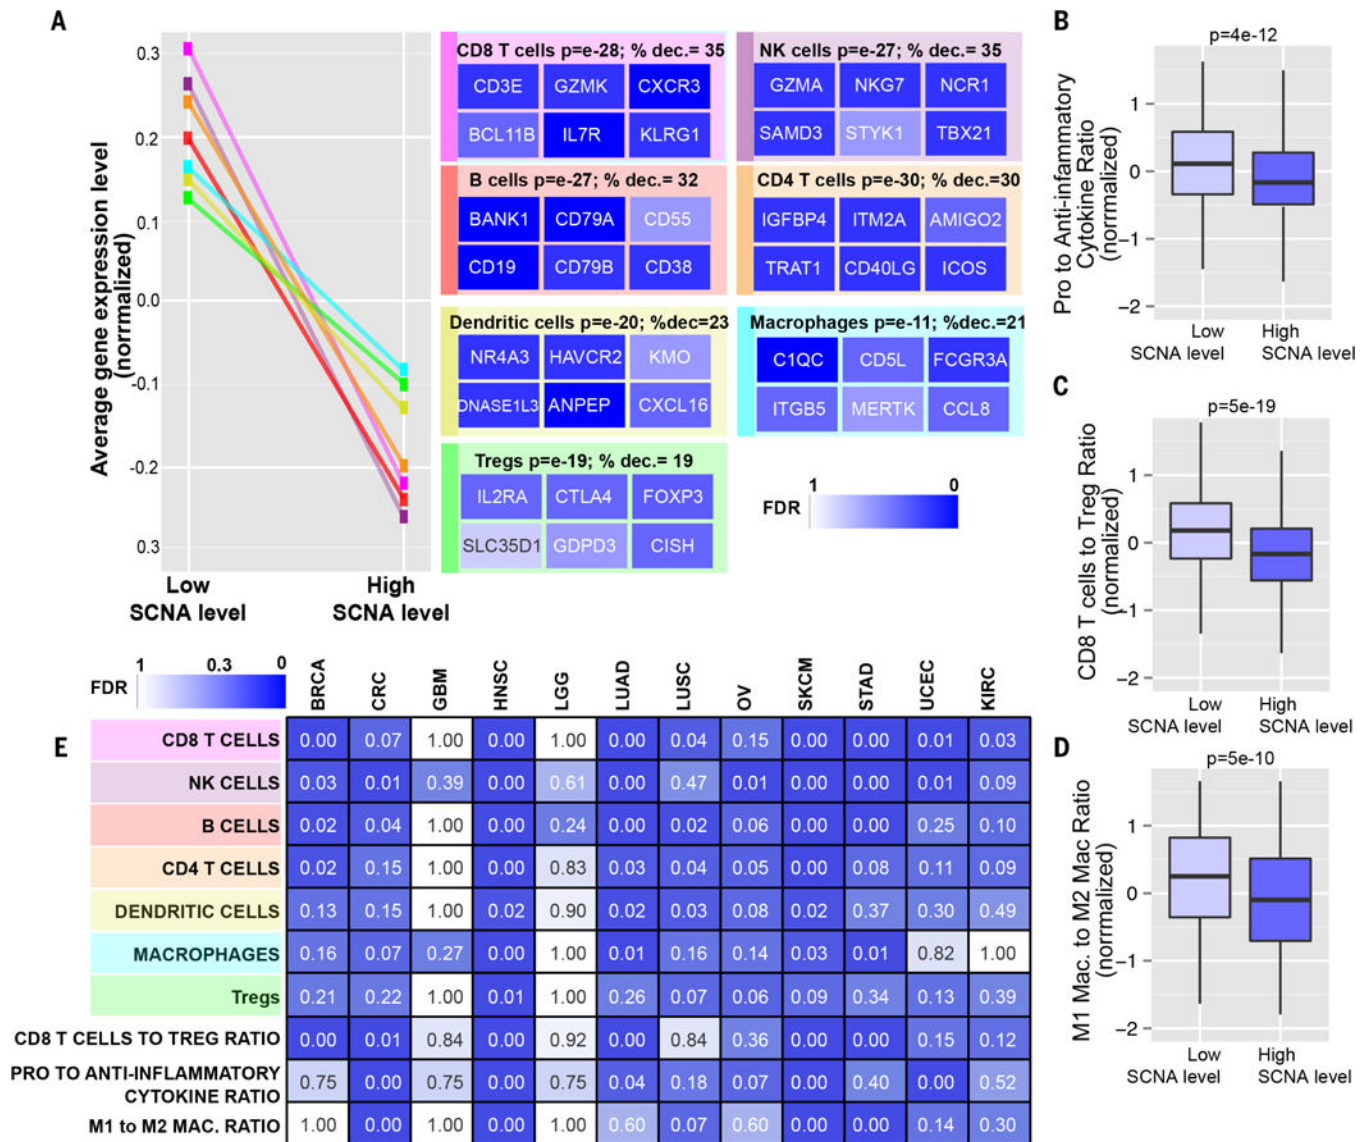 A
Average gene expression level
(norrmalized)
0.3
0.2
0.1
0.0
-0.1
-0.2
0.3
Low
SCNA level
High
SCNA level
CD8 T cells p=e-28; % dec.= 35
CD3E GZMK CXCR3
BCL11B IL7R KLRG1
NK cells p=e-27; % dec.= 35
GZMA NKG7 NCR1
SAMD3 STYK1 TBX21
B cells p=e-27; % dec.= 32
BANK1 CD79A CD55
CD19 CD79B CD38
CD4 T cells p=e-30; % dec.=30
IGFBP4 ITM2A AMIGO2
TRAT1 CD40LG ICOS
Dendritic cells p=e-20; %dec=23
NR4A3 HAVCR2 KMO
DNASE1L3 ANPEP CXCL16
Macrophages p=e-11; %dec.=21
C1QC CD5L FCGR3A
ITGB5 MERTK CCL8
Tregs p=e-19; % dec.= 19
IL2RA CTLA4 FOXP3
SLC35D1 GDPD3 CISH
1 0
FDR
B
p=4e-12
Pro to Anti-infammatory
Cytokine Ratio
(norrmalized)
1
0
−1
−2
Low
SCNA level
High
SCNA level
C
p=5e-19
CD8 T cells to Treg Ratio
(normalized)
1
0
−1
−2
Low
SCNA level
High
SCNA level
D
p=5e-10
M1 Mac. to M2 Mac Ratio
(norrmalized)
1
0
−1
−2
Low
SCNA level
High
SCNA level
1 0.3 0
FDR
E
BRCA CRC GBM HNSC LGG LUAD LUSC OV SKCM STAD UCEC KIRC
CD8 T CELLS 0.00 0.07 1.00 0.00 1.00 0.00 0.04 0.15 0.00 0.00 0.01 0.03
NK CELLS 0.03 0.01 0.39 0.00 0.61 0.00 0.47 0.01 0.00 0.00 0.01 0.09
B CELLS 0.02 0.04 1.00 0.00 0.24 0.00 0.02 0.06 0.00 0.00 0.25 0.10
CD4 T CELLS 0.02 0.15 1.00 0.00 0.83 0.03 0.04 0.05 0.00 0.08 0.11 0.09
DENDRITIC CELLS 0.13 0.15 1.00 0.02 0.90 0.02 0.03 0.08 0.02 0.37 0.30 0.49
MACROPHAGES 0.16 0.07 0.27 0.00 1.00 0.01 0.16 0.14 0.03 0.01 0.82 1.00
Tregs 0.21 0.22 1.00 0.01 1.00 0.26 0.07 0.06 0.09 0.34 0.13 0.39
CD8 T CELLS TO TREG RATIO 0.00 0.01 0.84 0.00 0.92 0.00 0.84 0.36 0.00 0.00 0.15 0.12
PRO TO ANTI-INFLAMMATORY
CYTOKINE RATIO 0.75 0.00 0.75 0.00 0.75 0.04 0.18 0.07 0.00 0.40 0.00 0.52
M1 to M2 MAC. RATIO 1.00 0.00 1.00 0.00 1.00 0.60 0.07 0.60 0.00 0.00 0.14 0.30